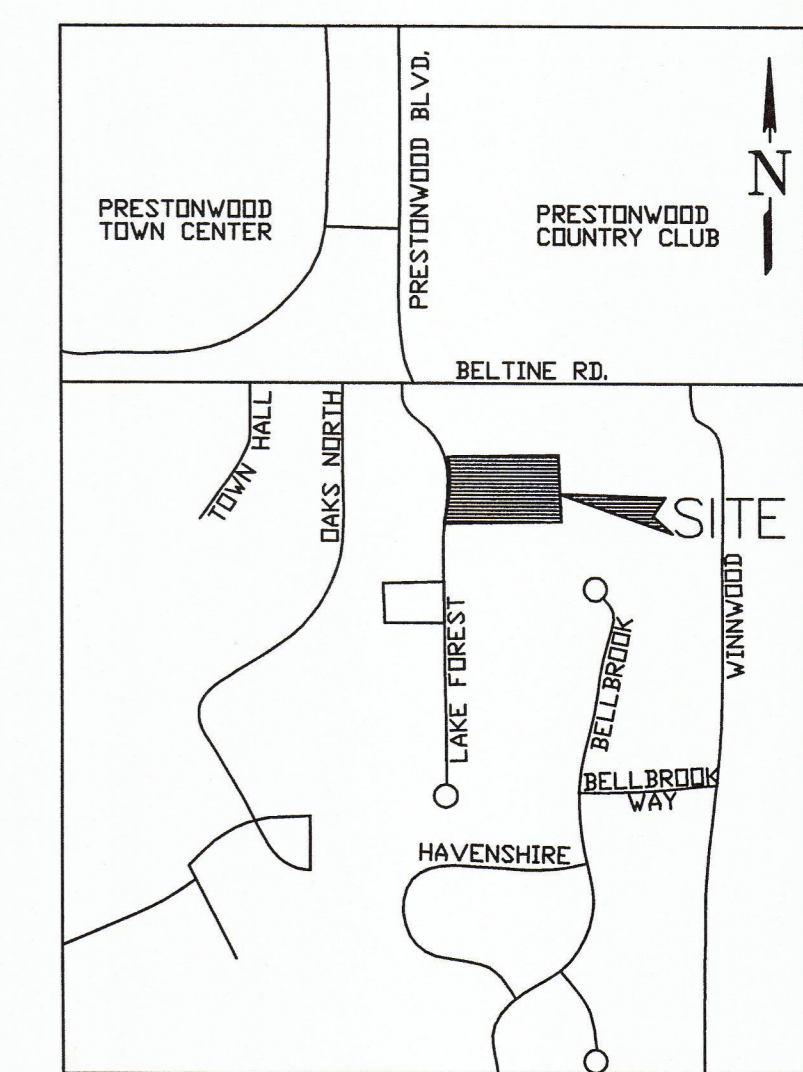 PRESTONWOOD BLVD.
N
PRESTONWOOD
TOWN CENTER
PRESTONWOOD
COUNTRY CLUB
BELTINE RD.
TOWN HALL
OAKS NORTH
SITE
WINNWOOD
LAKE FOREST
BELLBROOK
BELLBROOK
WAY
HAVENSHIRE